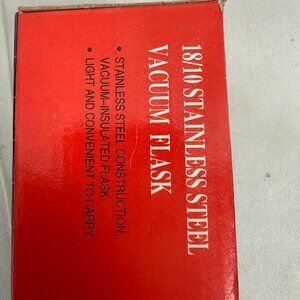 18/10 STAINLESS STEEL
VACUUM FLASK
• STAINLESS STEEL CONSTRUCTION,
VACUUM-INSULATED FLASK
• LIGHT AND CONVENIENT TO CARRY